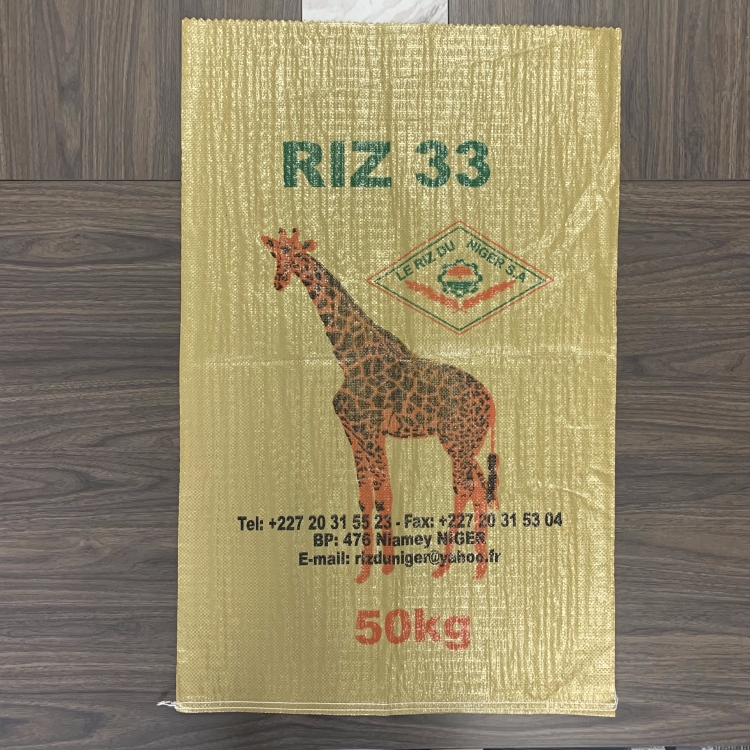 RIZ 33
LE RIZ DU NIGER S.A
Tel: +227 20 31 55 23 - Fax: +227 20 31 53 04
BP: 476 Niamey NIGER
E-mail: rizduniger@yahoo.fr
50kg